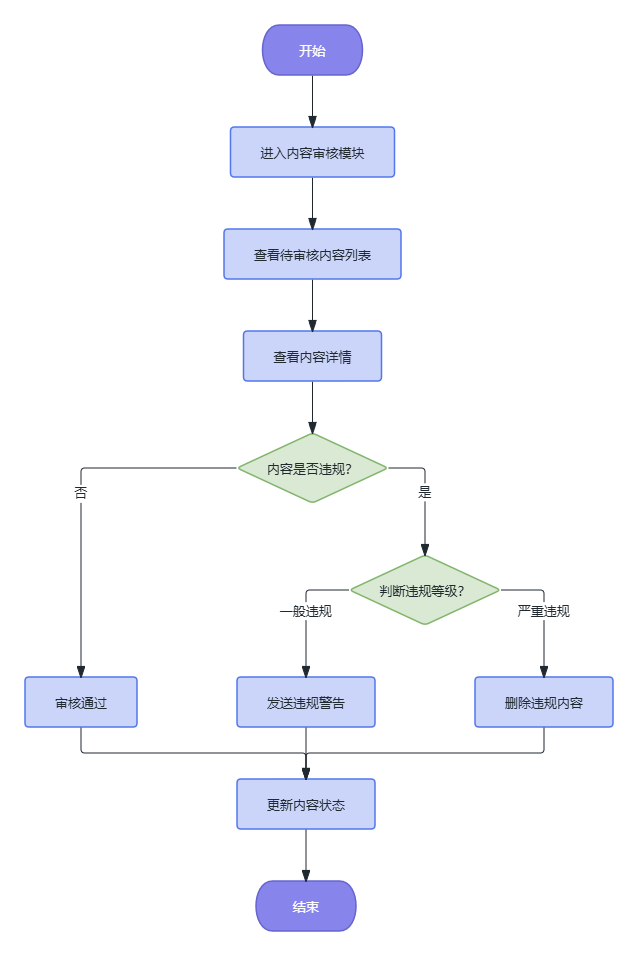 开始
进入内容审核模块
查看待审核内容列表
查看内容详情
内容是否违规?
否
是
判断违规等级?
一般违规
严重违规
审核通过
发送违规警告
删除违规内容
更新内容状态
结束